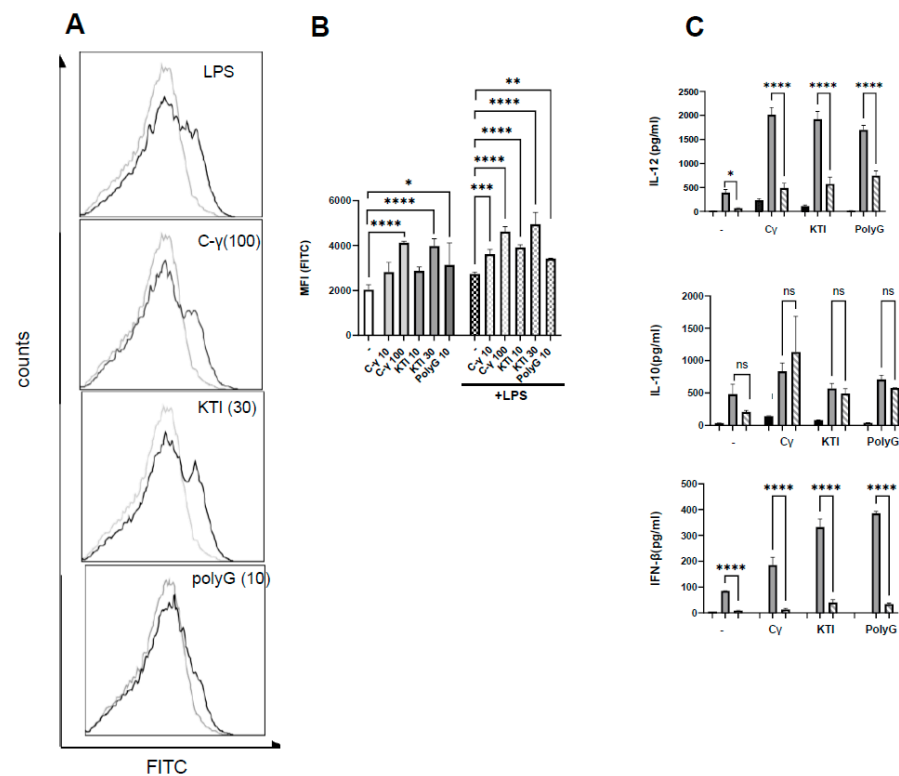 A
LPS
C-γ(100)
KTI (30)
polyG (10)
counts
FITC
B
**
****
****
****
***
*
****
****
6000
4000
2000
0
MFI (FITC)
-
C-γ 10
C-γ 100
KTI 10
KTI 30
PolyG 10
-
C-γ 10
C-γ 100
KTI 10
KTI 30
PolyG 10
+LPS
C
**** **** ****
*
2500
2000
1500
1000
500
0
IL-12 (pg/ml)
- Cγ KTI PolyG
ns ns ns
ns
2000
1500
1000
500
0
IL-10(pg/ml)
- Cγ KTI PolyG
**** **** ****
****
500
400
300
200
100
0
IFN-β(pg/ml)
- Cγ KTI PolyG